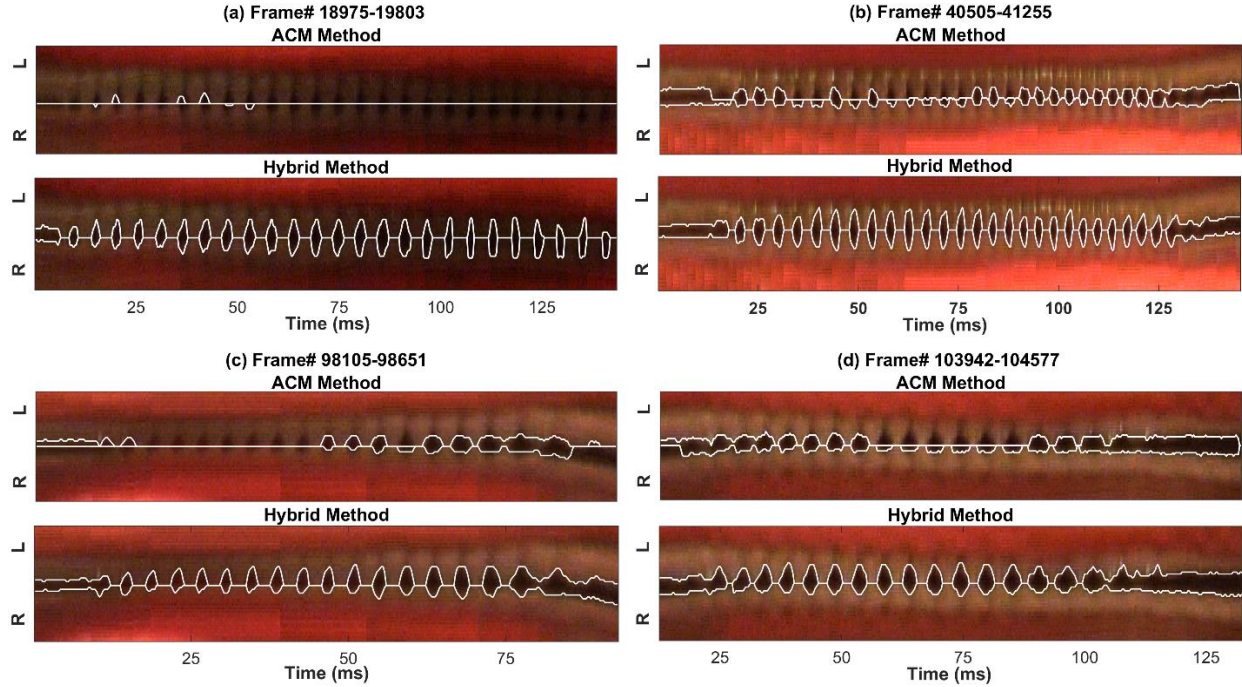 (a) Frame# 18975-19803
ACM Method
L
R
Hybrid Method
L
R
25 50 75 100 125
Time (ms)
(b) Frame# 40505-41255
ACM Method
L
R
Hybrid Method
L
R
25 50 75 100 125
Time (ms)
(c) Frame# 98105-98651
ACM Method
L
R
Hybrid Method
L
R
25 50 75
Time (ms)
(d) Frame# 103942-104577
ACM Method
L
R
Hybrid Method
L
R
25 50 75 100 125
Time (ms)